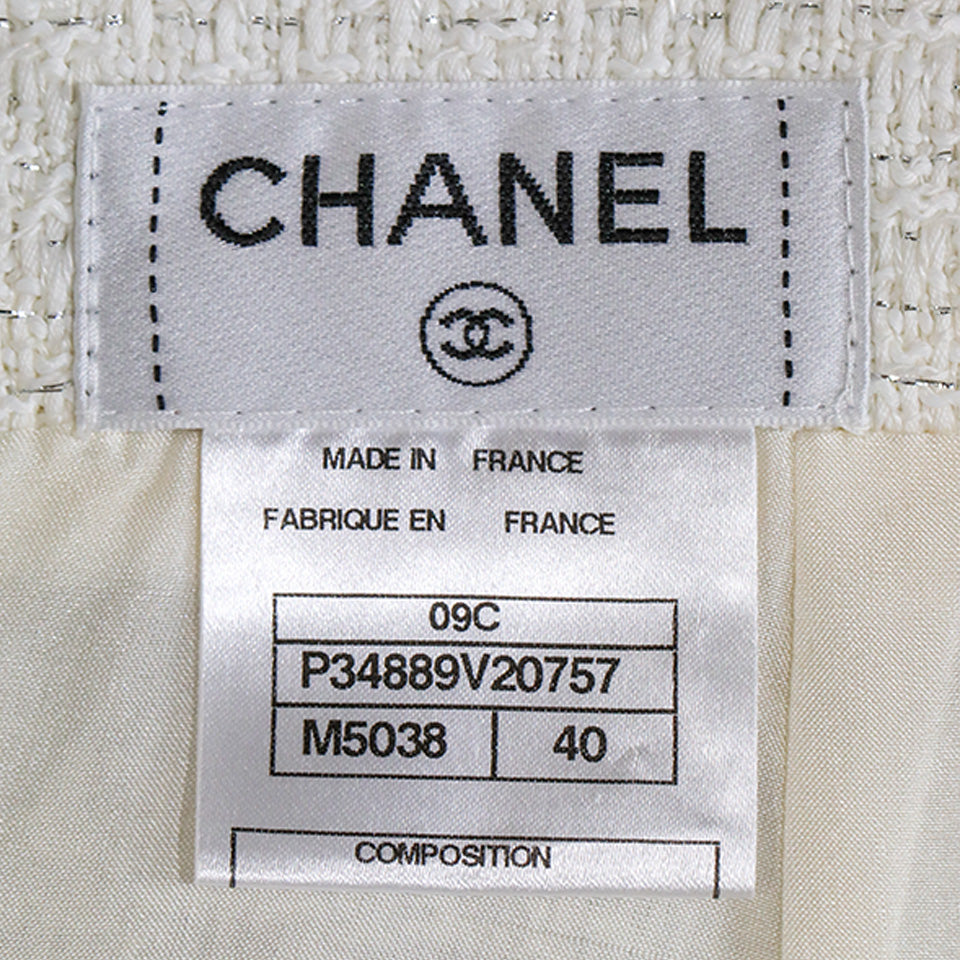 CHANEL
MADE IN FRANCE
FABRIQUE EN FRANCE
09C
P34889V20757
M5038 40
COMPOSITION